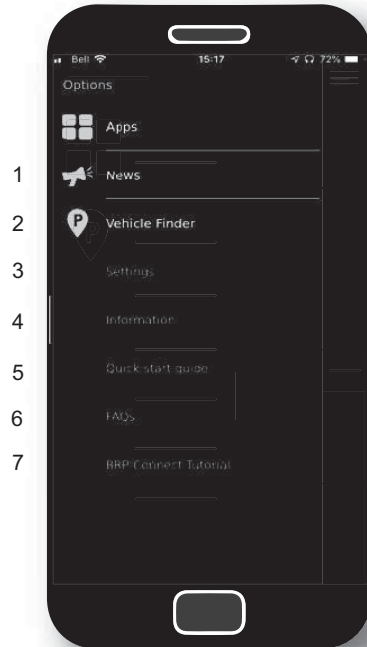 Bell 15:17 72%
Options
Apps
1 News
2 Vehicle Finder
3 Settings
4 Information
5 Quick start guide
6 FAQs
7 BRP Connect Tutorial